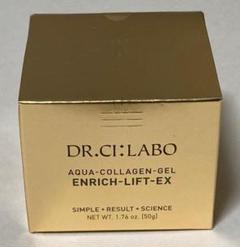 DR.CI:LABO
AQUA-COLLAGEN-GEL
ENRICH-LIFT-EX
SIMPLE • RESULT • SCIENCE
NET WT. 1.76 oz. [50g]